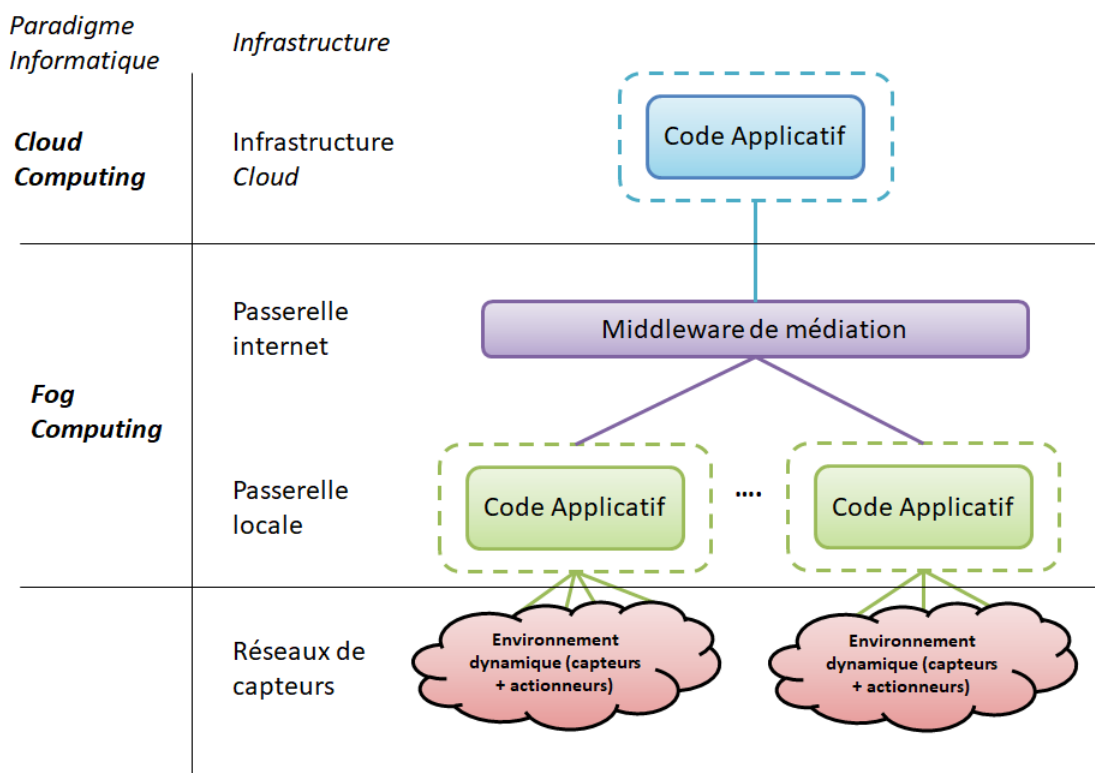 Paradigme
Informatique
Infrastructure
Cloud
Computing
Infrastructure
Cloud
Code Applicatif
Fog
Computing
Passerelle
internet
Middleware de médiation
Passerelle
locale
Code Applicatif
....
Code Applicatif
Réseaux de
capteurs
Environnement
dynamique (capteurs
+ actionneurs)
Environnement
dynamique (capteurs
+ actionneurs)